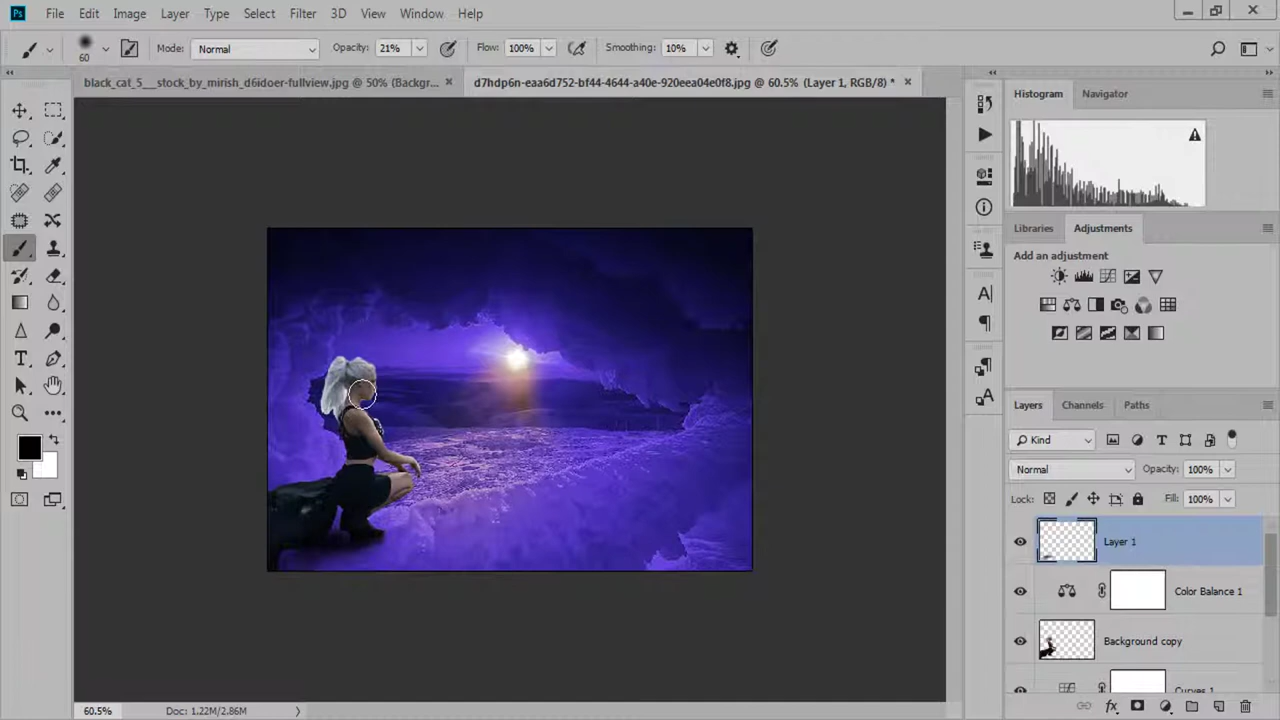 Ps File Edit Image Layer Type Select Filter 3D View Window Help
60 Mode: Normal Opacity: 21% Flow: 100% Smoothing: 10%
black_cat_5___stock_by_mirish_d6idoer-fullview.jpg @ 50% (Backgr... × d7hdp6n-eaa6d752-bf44-4644-a40e-920eea04e0f8.jpg @ 60.5% (Layer 1, RGB/8) * ×
Histogram Navigator
Libraries Adjustments
Add an adjustment
Layers Channels Paths
Kind
Normal Opacity: 100%
Lock: Fill: 100%
Layer 1
Color Balance 1
Background copy
Curves 1
60.5% Doc: 1.22M/2.86M